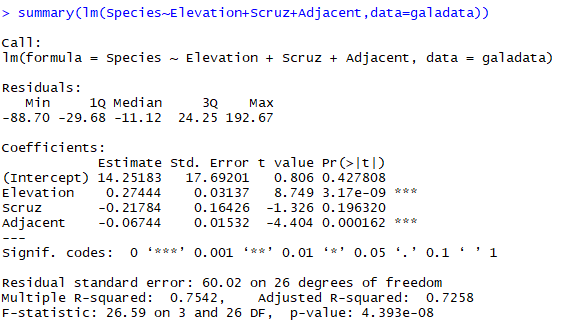 > summary(lm(Species~Elevation+Scruz+Adjacent,data=galadata))
Call:
lm(formula = Species ~ Elevation + Scruz + Adjacent, data = galadata)
Residuals:
Min 1Q Median 3Q Max
-88.70 -29.68 -11.12 24.25 192.67
Coefficients:
Estimate Std. Error t value Pr(>|t|)
(Intercept) 14.25183 17.69201 0.806 0.427808
Elevation 0.27444 0.03137 8.749 3.17e-09 ***
Scruz -0.21784 0.16426 -1.326 0.196320
Adjacent -0.06744 0.01532 -4.404 0.000162 ***
---
Signif. codes: 0 ‘***’ 0.001 ‘**’ 0.01 ‘*’ 0.05 ‘.’ 0.1 ‘ ’ 1
Residual standard error: 60.02 on 26 degrees of freedom
Multiple R-squared: 0.7542, Adjusted R-squared: 0.7258
F-statistic: 26.59 on 3 and 26 DF, p-value: 4.393e-08